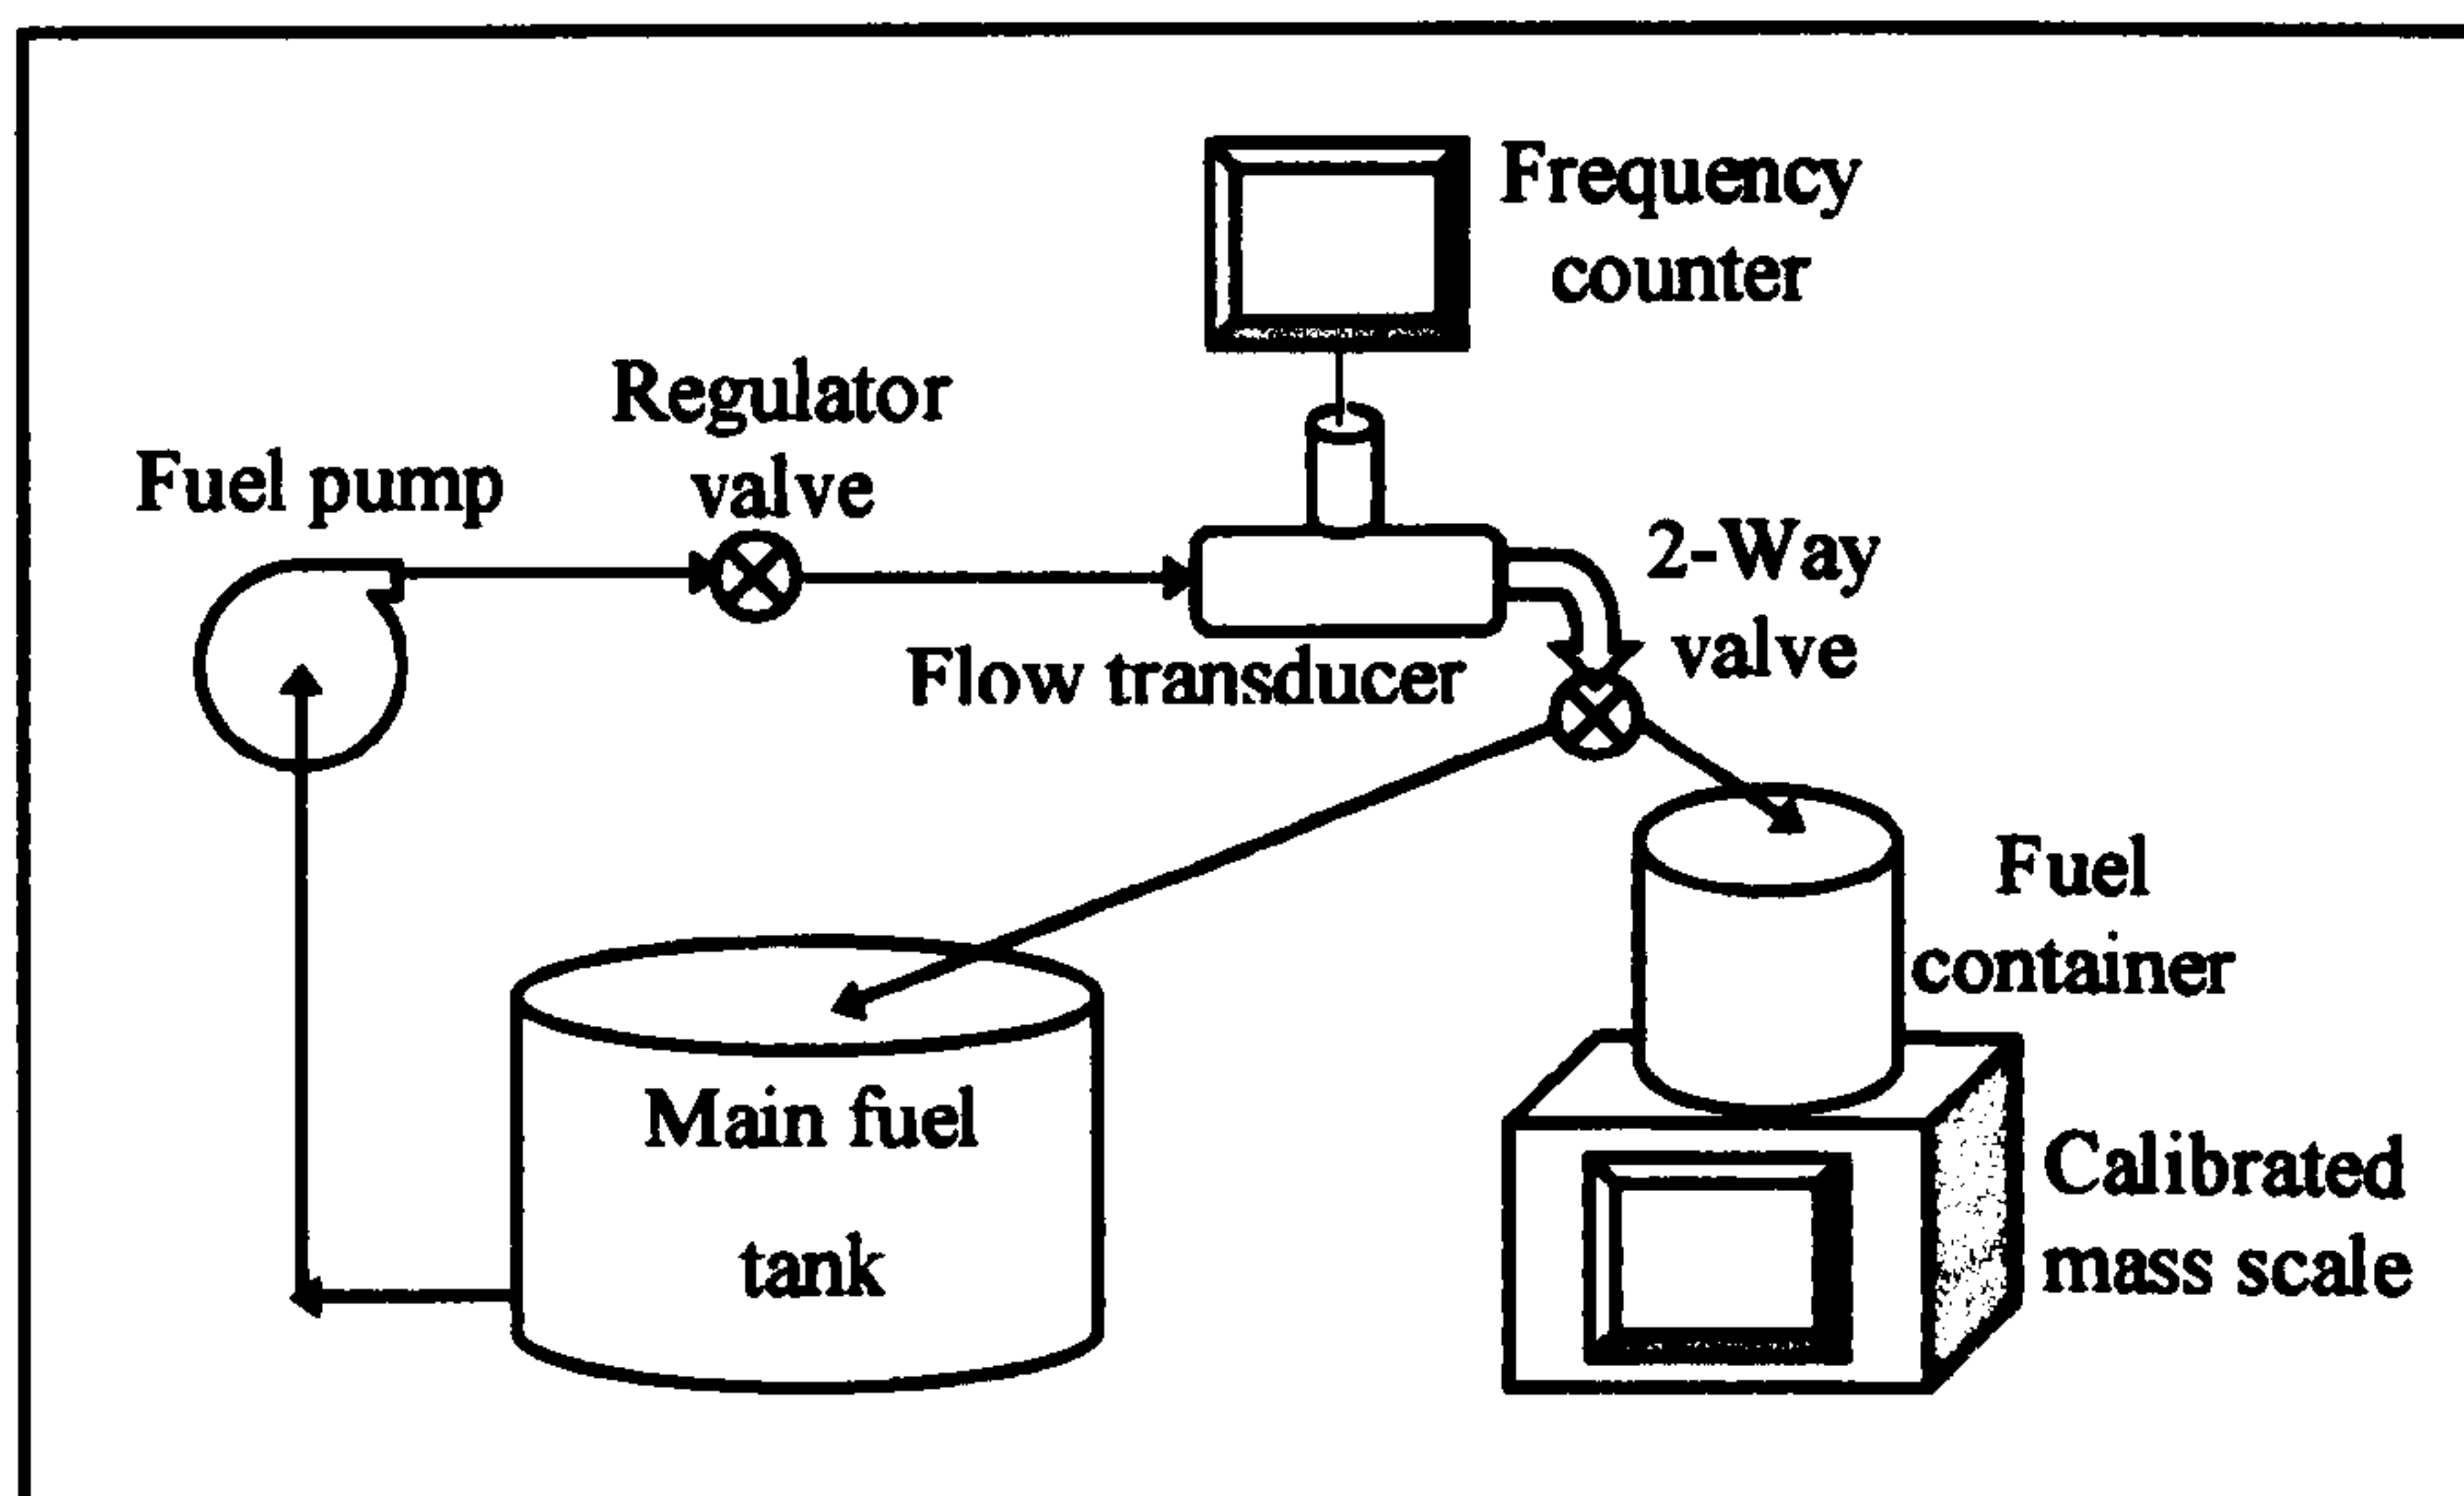 Frequency
counter
Regulator
valve
Fuel pump
2-Way
valve
Flow transducer
Fuel
container
Main fuel
tank
Calibrated
mass scale